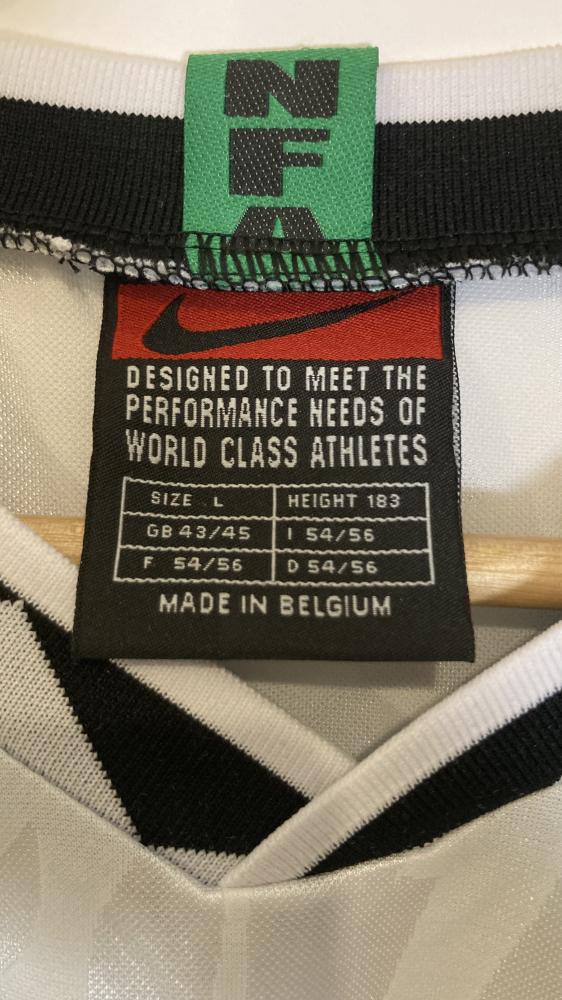 N
F
A
DESIGNED TO MEET THE
PERFORMANCE NEEDS OF
WORLD CLASS ATHLETES
SIZE L HEIGHT 183
GB 43/45 I 54/56
F 54/56 D 54/56
MADE IN BELGIUM